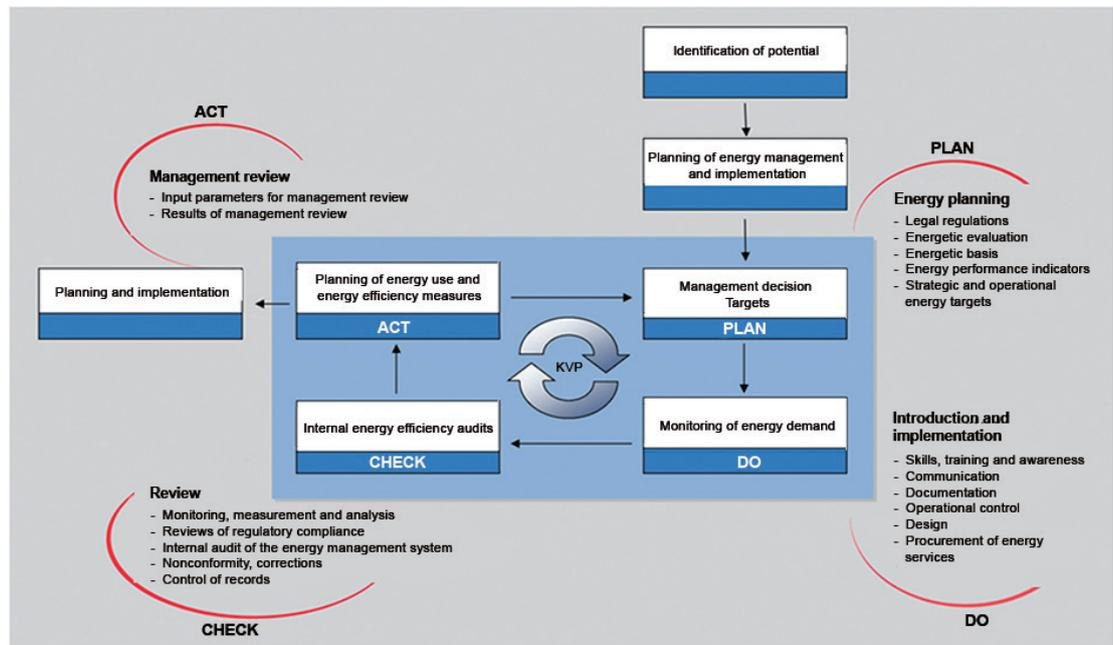 Identification of potential
ACT
Planning of energy management
and implementation
PLAN
Management review
- Input parameters for management review
- Results of management review
Energy planning
- Legal regulations
- Energetic evaluation
- Energetic basis
- Energy performance indicators
- Strategic and operational
energy targets
Planning and implementation
Planning of energy use and
energy efficiency measures
ACT
Management decision
Targets
PLAN
KVP
Internal energy efficiency audits
CHECK
Monitoring of energy demand
DO
Introduction and
implementation
- Skills, training and awareness
- Communication
- Documentation
- Operational control
- Design
- Procurement of energy
services
Review
- Monitoring, measurement and analysis
- Reviews of regulatory compliance
- Internal audit of the energy management system
- Nonconformity, corrections
- Control of records
CHECK
DO